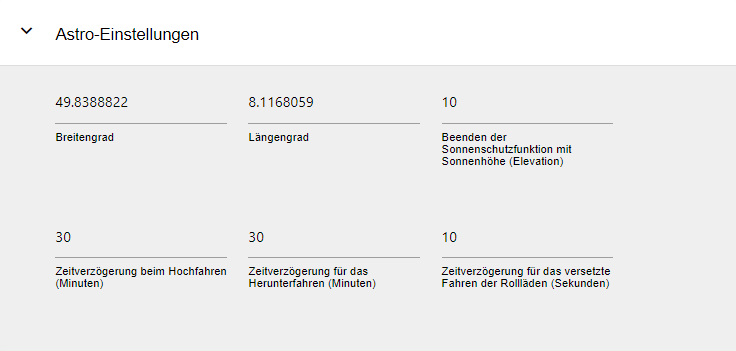 Astro-Einstellungen
49.8388822
8.1168059
10
Breitengrad
Längengrad
Beenden der
Sonnenschutzfunktion mit
Sonnenhöhe (Elevation)
30
30
10
Zeitverzögerung beim Hochfahren
(Minuten)
Zeitverzögerung für das
Herunterfahren (Minuten)
Zeitverzögerung für das versetzte
Fahren der Rollläden (Sekunden)